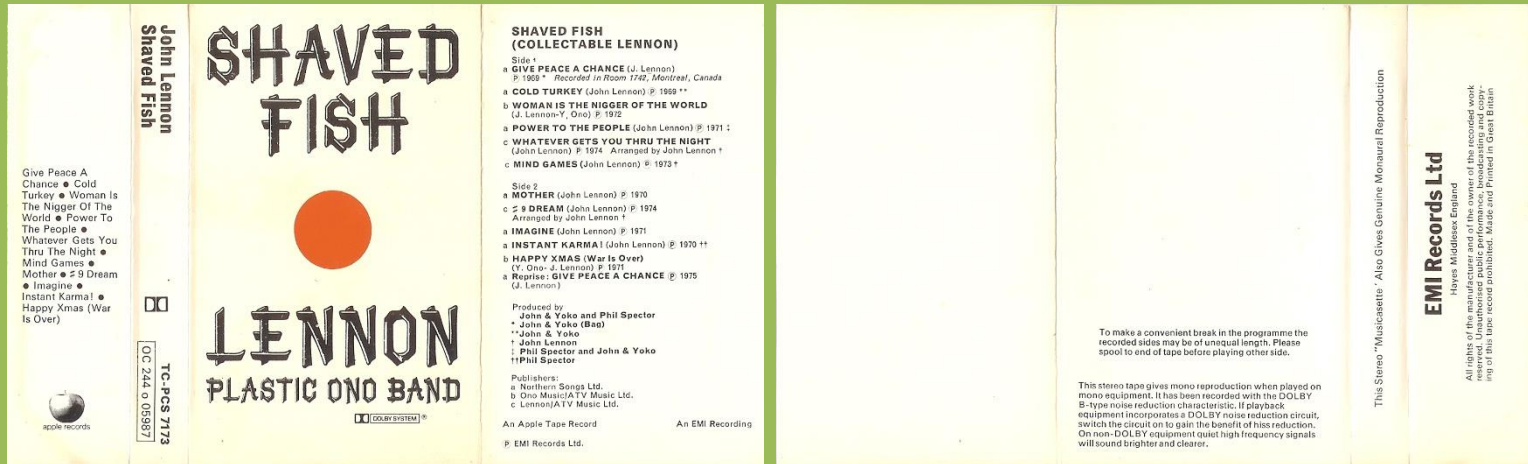 Give Peace A
Chance ● Cold
Turkey ● Woman Is
The Nigger Of The
World ● Power To
The People ●
Whatever Gets You
Thru The Night ●
Mind Games ●
Mother ● ♯ 9 Dream
● Imagine ●
Instant Karma! ●
Happy Xmas (War
Is Over)
apple records
John Lennon
Shaved Fish
TC-PCS 7173
OC 244 o 05987
SHAVED
FISH
LENNON
PLASTIC ONO BAND
DOLBY SYSTEM ®
SHAVED FISH
(COLLECTABLE LENNON)
Side 1
a GIVE PEACE A CHANCE (J. Lennon)
℗ 1969 * Recorded in Room 1742, Montreal, Canada
a COLD TURKEY (John Lennon) ℗ 1969 **
b WOMAN IS THE NIGGER OF THE WORLD
(J. Lennon-Y. Ono) ℗ 1972
a POWER TO THE PEOPLE (John Lennon) ℗ 1971 ‡
c WHATEVER GETS YOU THRU THE NIGHT
(John Lennon) ℗ 1974 Arranged by John Lennon †
c MIND GAMES (John Lennon) ℗ 1973 †
Side 2
a MOTHER (John Lennon) ℗ 1970
c ♯ 9 DREAM (John Lennon) ℗ 1974
Arranged by John Lennon †
a IMAGINE (John Lennon) ℗ 1971
a INSTANT KARMA! (John Lennon) ℗ 1970 ††
b HAPPY XMAS (War Is Over)
(Y. Ono- J. Lennon) ℗ 1971
a Reprise: GIVE PEACE A CHANCE ℗ 1975
(J. Lennon)
Produced by
John & Yoko and Phil Spector
* John & Yoko (Bag)
** John & Yoko
† John Lennon
‡ Phil Spector and John & Yoko
†† Phil Spector
Publishers:
a Northern Songs Ltd.
b Ono Music/ATV Music Ltd.
c Lennon/ATV Music Ltd.
An Apple Tape Record An EMI Recording
℗ EMI Records Ltd.
To make a convenient break in the programme the
recorded sides may be of unequal length. Please
spool to end of tape before playing other side.
This stereo tape gives mono reproduction when played on
mono equipment. It has been recorded with the DOLBY
B-type noise reduction characteristic. If playback
equipment incorporates a DOLBY noise reduction circuit,
switch the circuit on to gain the benefit of hiss reduction.
On non-DOLBY equipment quiet high frequency signals
will sound brighter and clearer.
This Stereo "Musicasette" Also Gives Genuine Monaural Reproduction
EMI Records Ltd
Hayes Middlesex England
All rights of the manufacturer and of the owner of the recorded work
reserved. Unauthorised public performance, broadcasting and copy-
ing of this tape record prohibited. Made and Printed in Great Britain